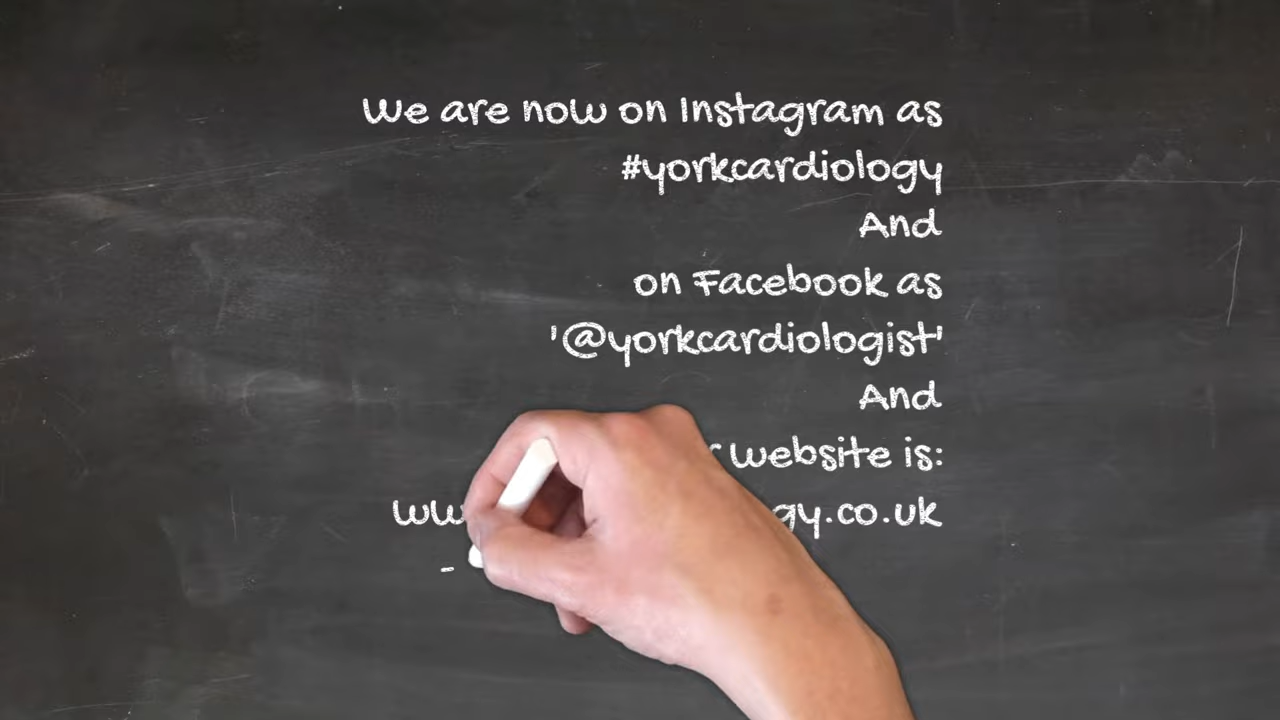 We are now on Instagram as
#yorkcardiology
And
on Facebook as
'@yorkcardiologist'
And
website is:
gy.co.uk
-